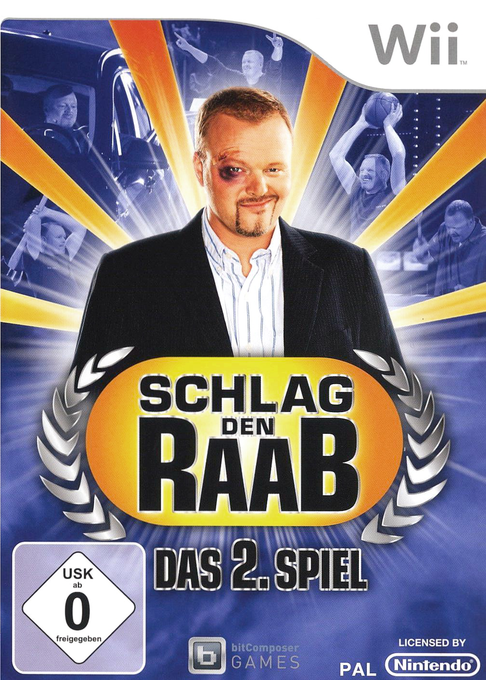 Wii
SCHLAG
DEN
RAAB
DAS 2. SPIEL
USK
ab
0
freigegeben
b
bitComposer
GAMES
LICENSED BY
PAL
Nintendo